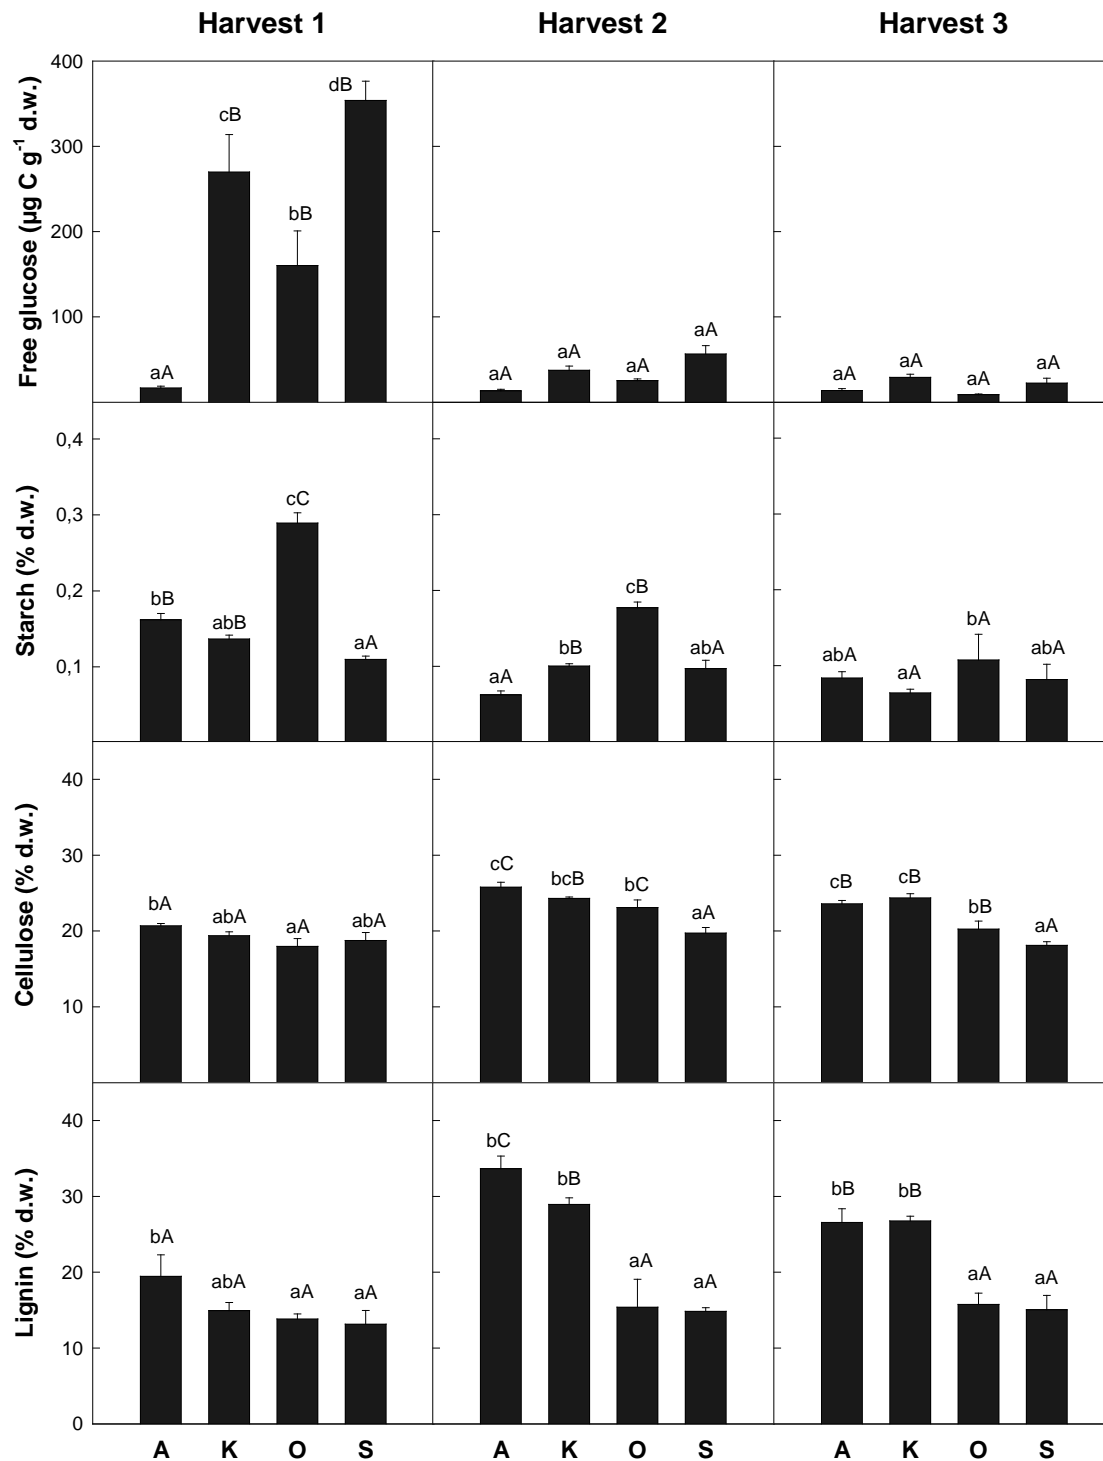 Harvest 1 Harvest 2 Harvest 3
Free glucose (µg C g⁻¹ d.w.)
400
300
200
100
aA cB bB dB
aA aA aA aA
aA aA aA aA
Starch (% d.w.)
0,4
0,3
0,2
0,1
bB abB cC aA
aA bB cB abA
abA aA bA abA
Cellulose (% d.w.)
40
30
20
10
bA abA aA abA
cC bcB bC aA
cB cB bB aA
Lignin (% d.w.)
40
30
20
10
0
bA abA aA aA
bC bB aA aA
bB bB aA aA
A K O S A K O S A K O S